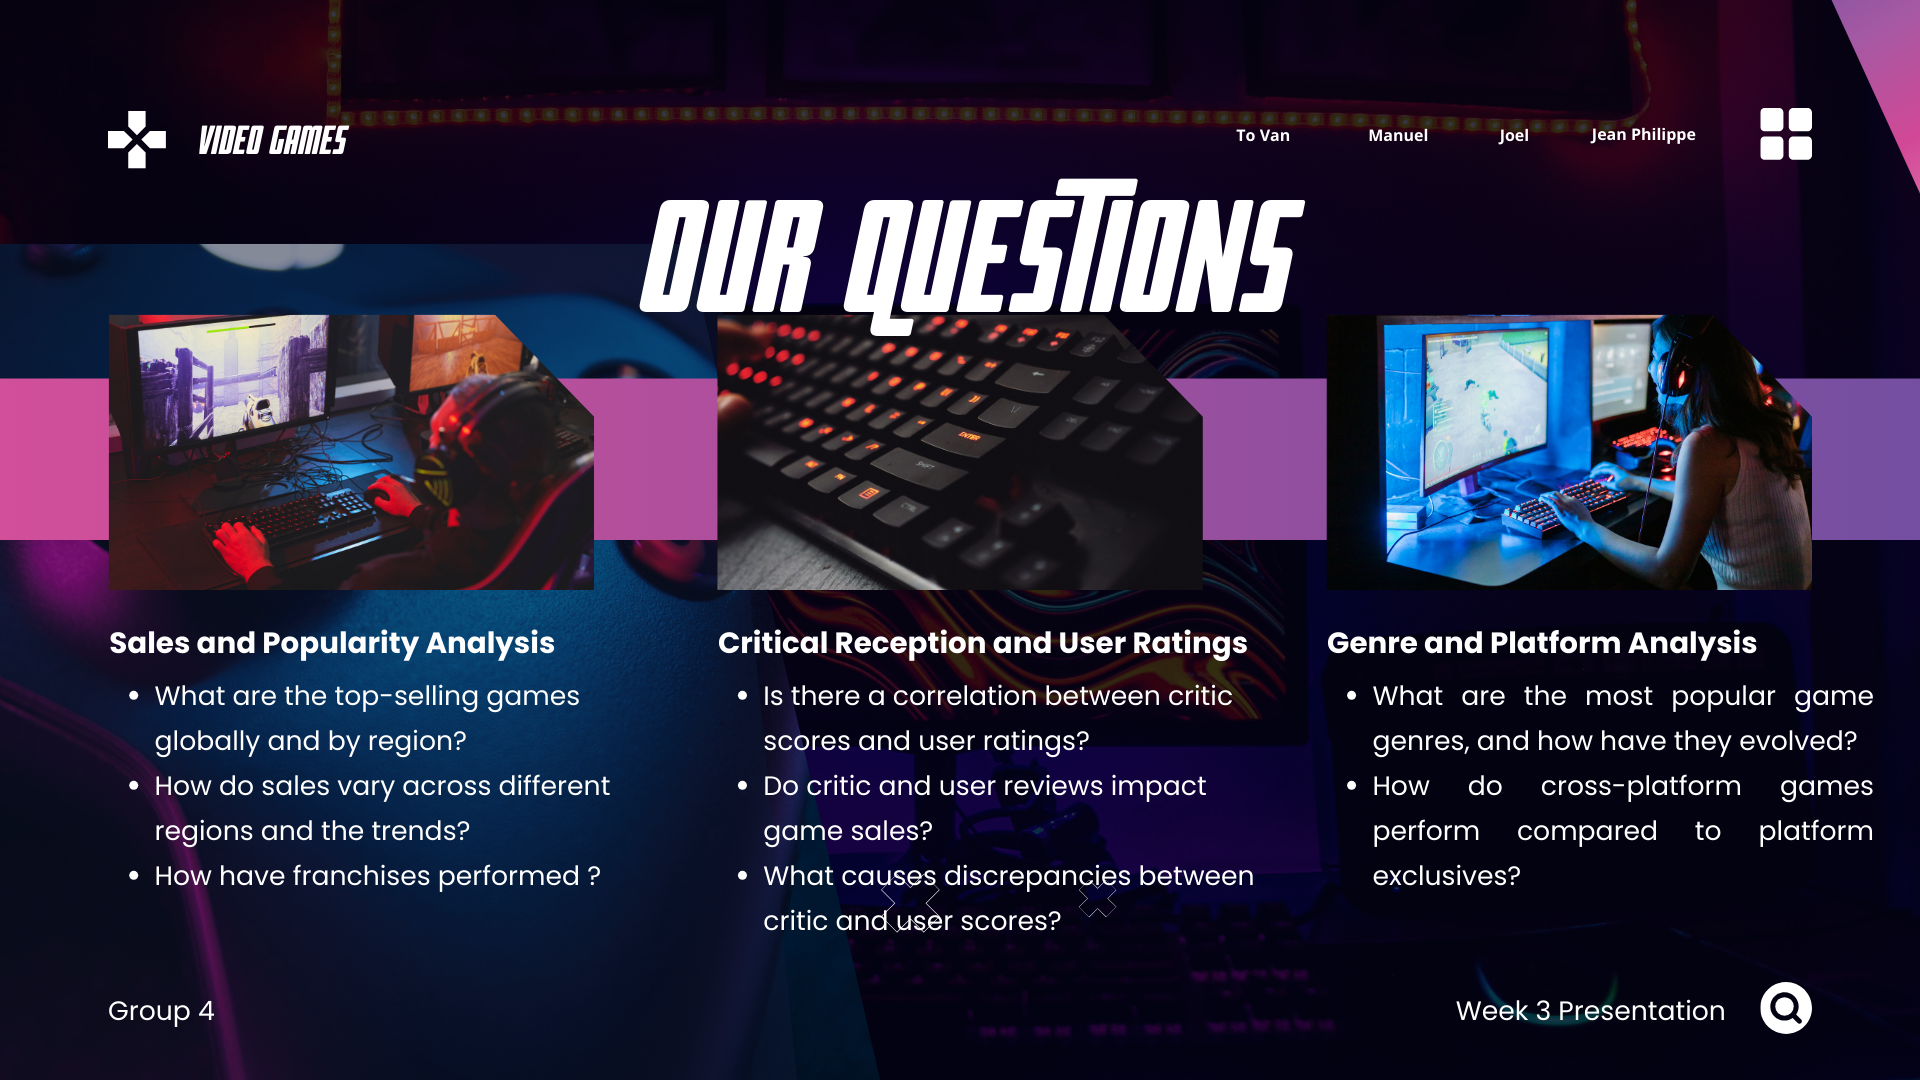 VIDEO GAMES
To Van
Manuel
Joel
Jean Philippe
OUR QUESTIONS
Sales and Popularity Analysis
• What are the top-selling games
globally and by region?
• How do sales vary across different
regions and the trends?
• How have franchises performed ?
Critical Reception and User Ratings
• Is there a correlation between critic
scores and user ratings?
• Do critic and user reviews impact
game sales?
• What causes discrepancies between
critic and user scores?
Genre and Platform Analysis
• What are the most popular game
genres, and how have they evolved?
• How do cross-platform games
perform compared to platform
exclusives?
Group 4
Week 3 Presentation